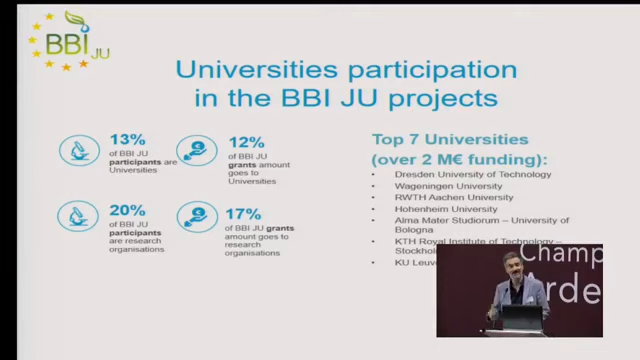 BBI JU
Universities participation
in the BBI JU projects
13%
of BBI JU
participants are
Universities
12%
of BBI JU
grants amount
goes to
Universities
20%
of BBI JU
participants
are research
organisations
17%
of BBI JU grants
amount goes to
research
organisations
Top 7 Universities
(over 2 M€ funding):
• Dresden University of Technology
• Wageningen University
• RWTH Aachen University
• Hohenheim University
• Alma Mater Studiorum – University of
Bologna
• KTH Royal Institute of Technology –
• KU
Champ
Arde